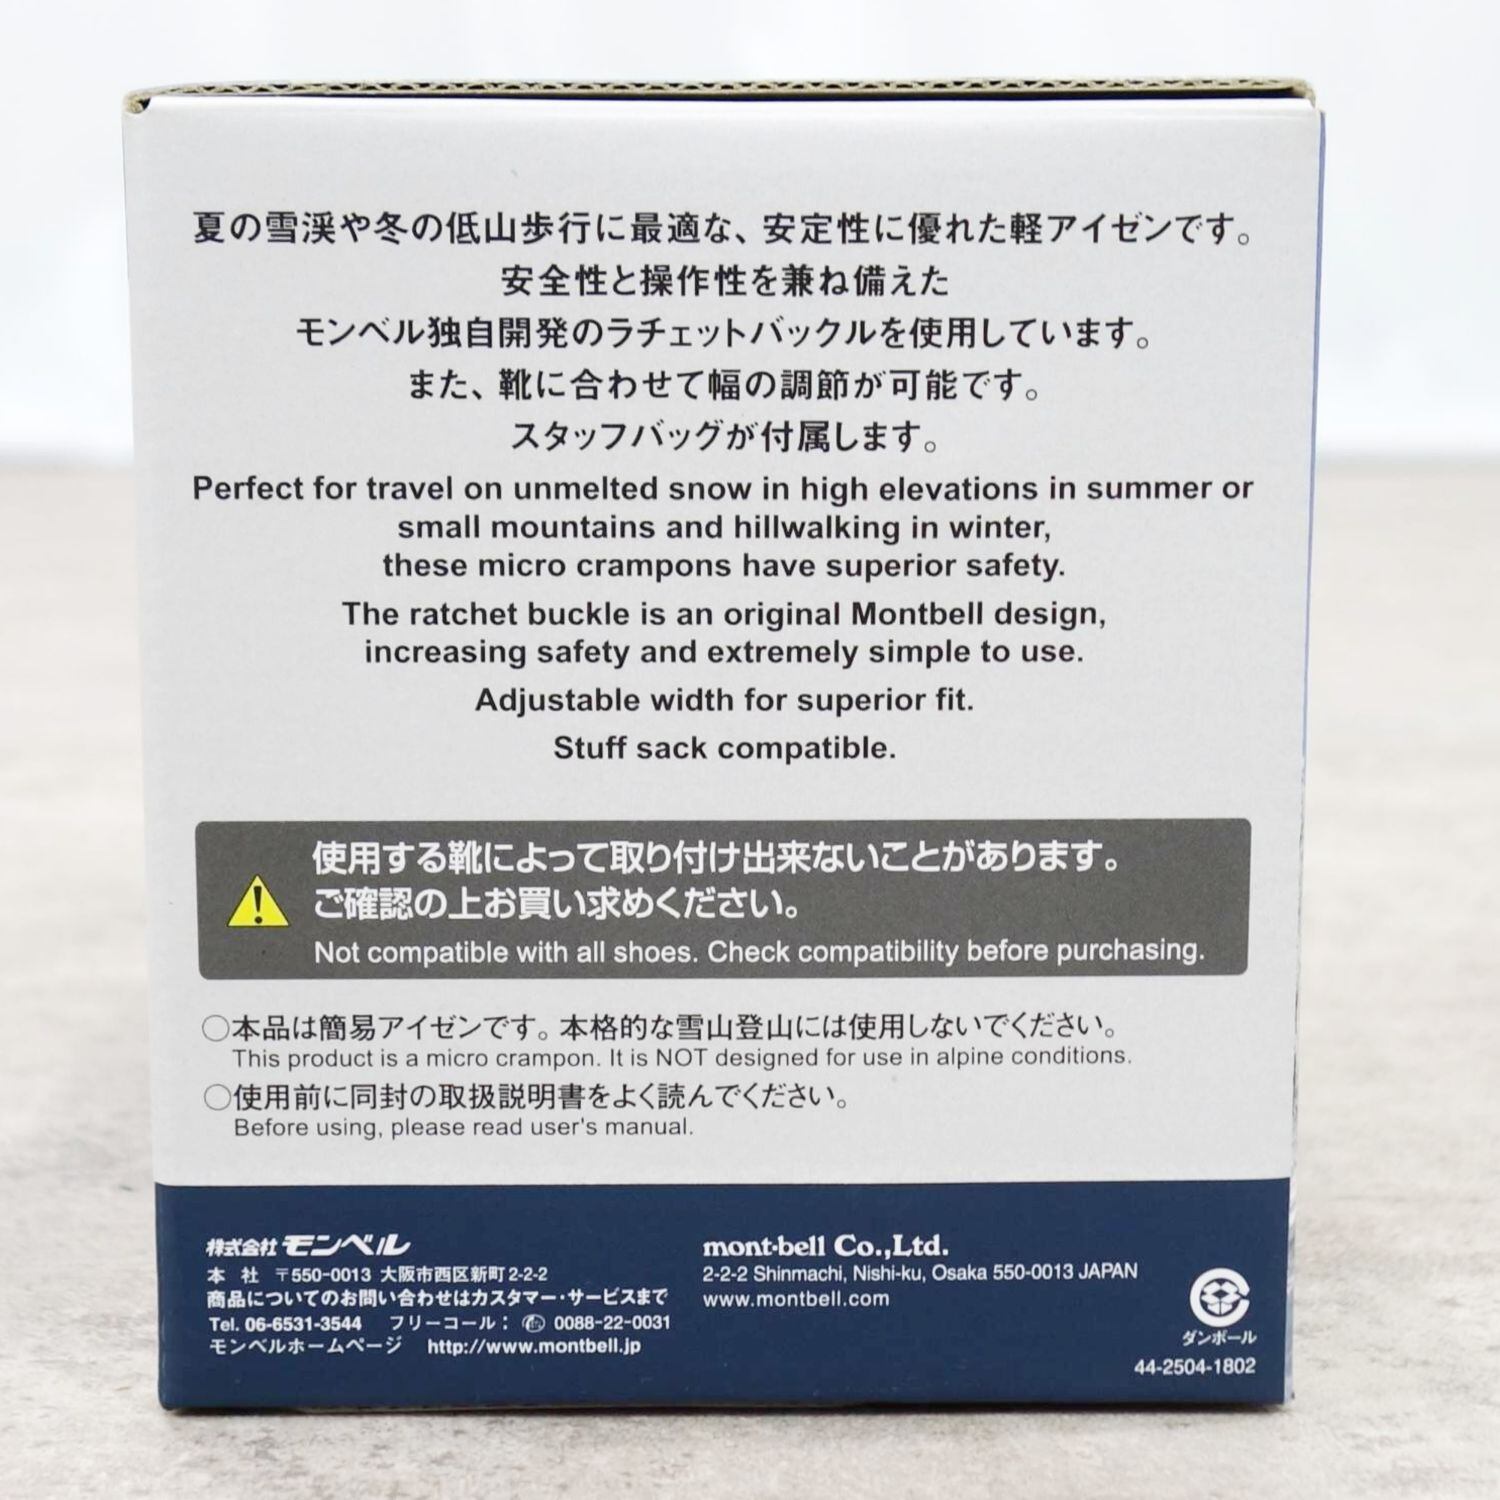 夏の雪渓や冬の低山歩行に最適な、安定性に優れた軽アイゼンです。
安全性と操作性を兼ね備えた
モンベル独自開発のラチェットバックルを使用しています。
また、靴に合わせて幅の調節が可能です。
スタッフバッグが付属します。
Perfect for travel on unmelted snow in high elevations in summer or
small mountains and hillwalking in winter,
these micro crampons have superior safety.
The ratchet buckle is an original Montbell design,
increasing safety and extremely simple to use.
Adjustable width for superior fit.
Stuff sack compatible.
使用する靴によって取り付け出来ないことがあります。
ご確認の上お買い求めください。
Not compatible with all shoes. Check compatibility before purchasing.
○本品は簡易アイゼンです。本格的な雪山登山には使用しないでください。
This product is a micro crampon. It is NOT designed for use in alpine conditions.
○使用前に同封の取扱説明書をよく読んでください。
Before using, please read user's manual.
株式会社モンベル
本 社 〒550-0013 大阪市西区新町2-2-2
商品についてのお問い合わせはカスタマー・サービスまで
Tel. 06-6531-3544 フリーコール: 0088-22-0031
モンベルホームページ http://www.montbell.jp
mont-bell Co.,Ltd.
2-2-2 Shinmachi, Nishi-ku, Osaka 550-0013 JAPAN
www.montbell.com
ダンボール
44-2504-1802